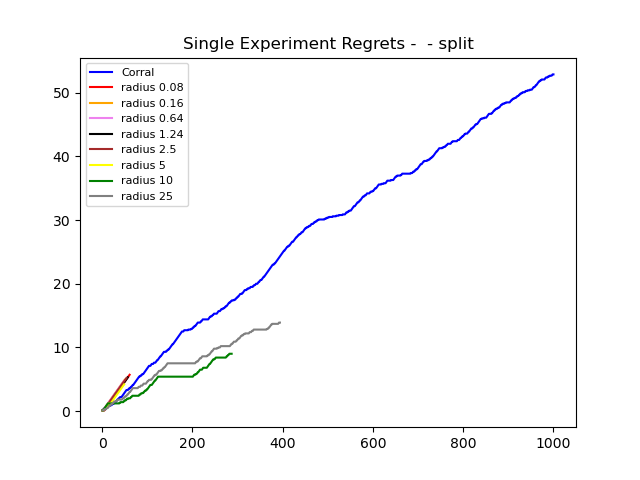 Single Experiment Regrets -  - split
Corral
radius 0.08
radius 0.16
radius 0.64
radius 1.24
radius 2.5
radius 5
radius 10
radius 25
50
40
30
20
10
0
0 200 400 600 800 1000